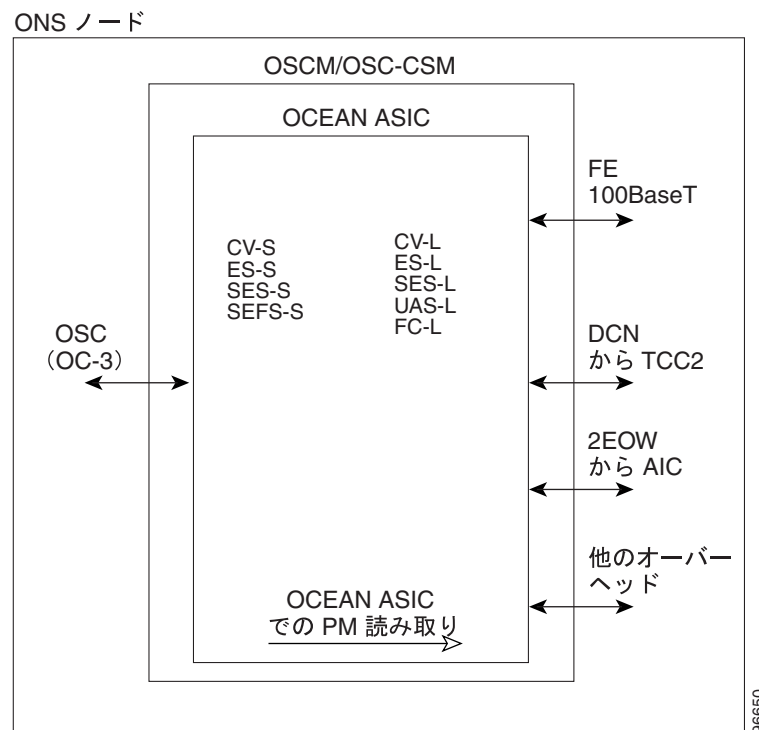 ONS ノード
OSCM/OSC-CSM
OCEAN ASIC
FE
100BaseT
CV-S
ES-S
SES-S
SEFS-S
CV-L
ES-L
SES-L
UAS-L
FC-L
OSC
（OC-3）
DCN
から TCC2
2EOW
から AIC
他のオーバー
ヘッド
OCEAN ASIC
での PM 読み取り
96650